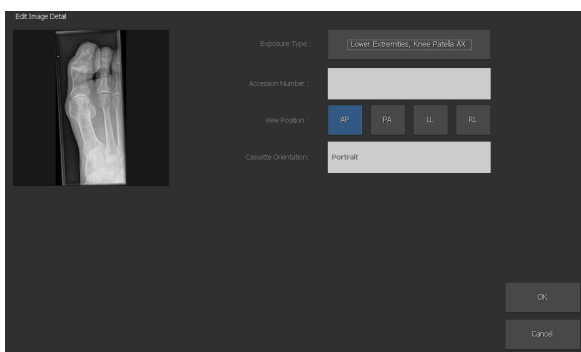 Edit Image Detail
Exposure Type :
Lower Extremities, Knee Patella AX
Accession Number :
View Position :
AP
PA
LL
RL
Cassette Orientation:
Portrait
OK
Cancel